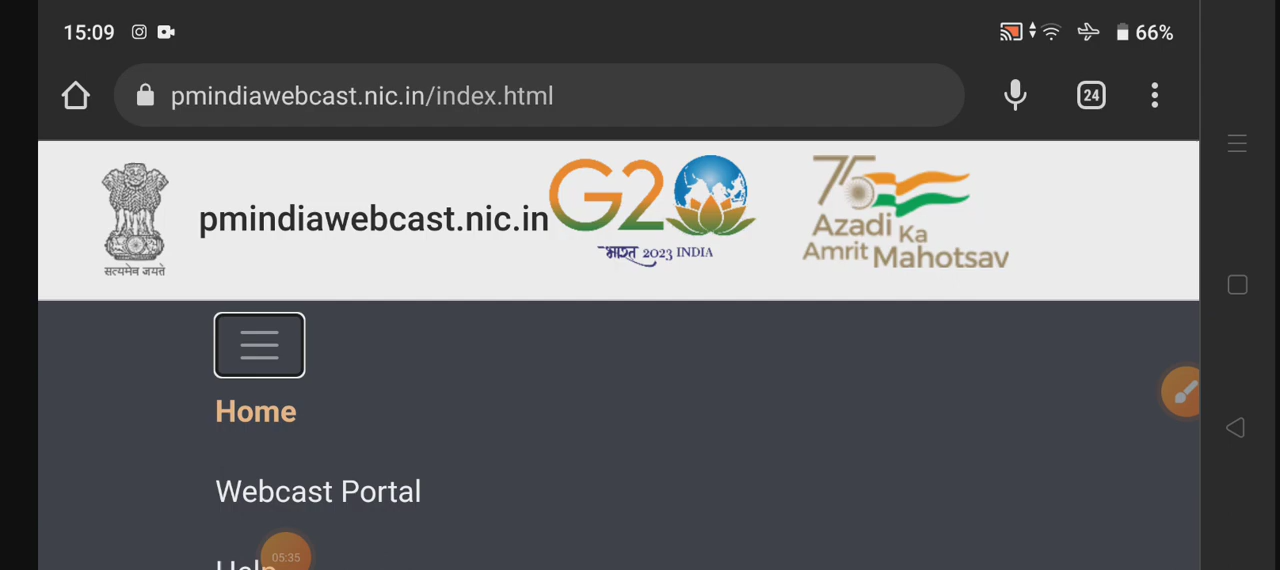 15:09
66%
pmindiawebcast.nic.in/index.html
24
सत्यमेव जयते
pmindiawebcast.nic.in
G20
भारत 2023 INDIA
75
Azadi Ka
Amrit Mahotsav
Home
Webcast Portal
Help
05:35